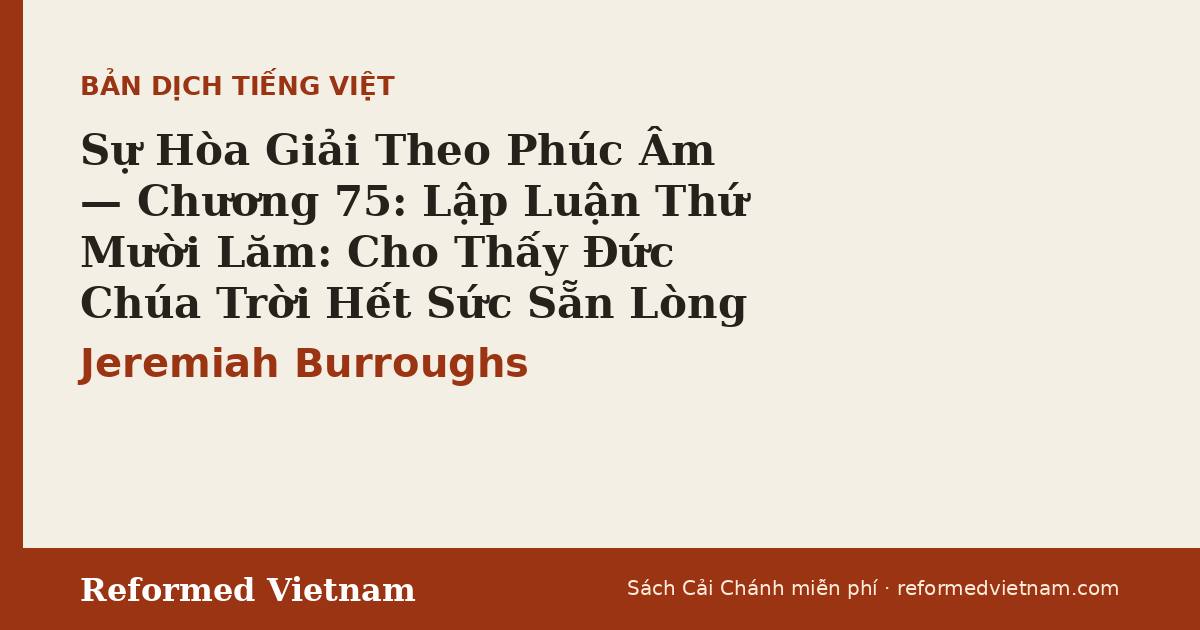 BẢN DỊCH TIẾNG VIỆT
Sự Hòa Giải Theo Phúc Âm
— Chương 75: Lập Luận Thứ
Mười Lăm: Cho Thấy Đức
Chúa Trời Hết Sức Sẵn Lòng
Jeremiah Burroughs
Reformed Vietnam
Sách Cải Chánh miễn phí · reformedvietnam.com